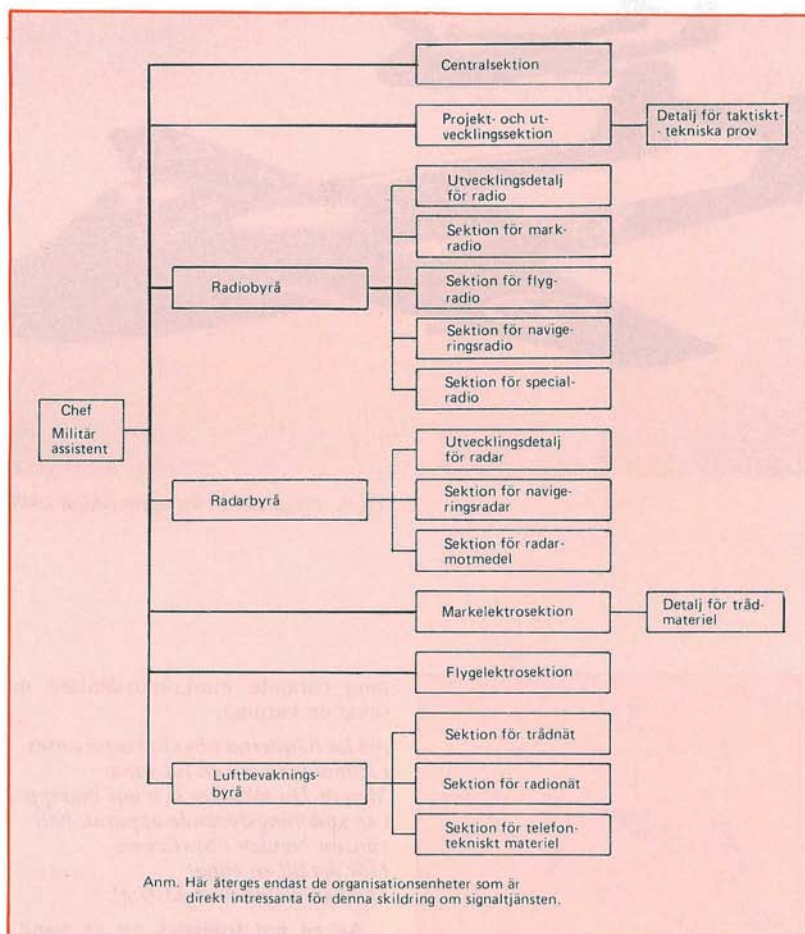 Centralsektion
Projekt- och ut-
vecklingssektion
Detalj för taktiskt-
- tekniska prov
Utvecklingsdetalj
för radio
Sektion för mark-
radio
Radiobyrå
Sektion för flyg-
radio
Sektion för navige-
ringsradio
Sektion för special-
radio
Chef
Militär
assistent
Utvecklingsdetalj
för radar
Radarbyrå
Sektion för navige-
ringsradar
Sektion för radar-
motmedel
Markelektrosektion
Detalj för tråd-
materiel
Flygelektrosektion
Sektion för trådnät
Luftbevaknings-
byrå
Sektion för radionät
Sektion för telefon-
tekniskt materiel
Anm. Här återges endast de organisationsenheter som är
direkt intressanta för denna skildring om signaltjänsten.